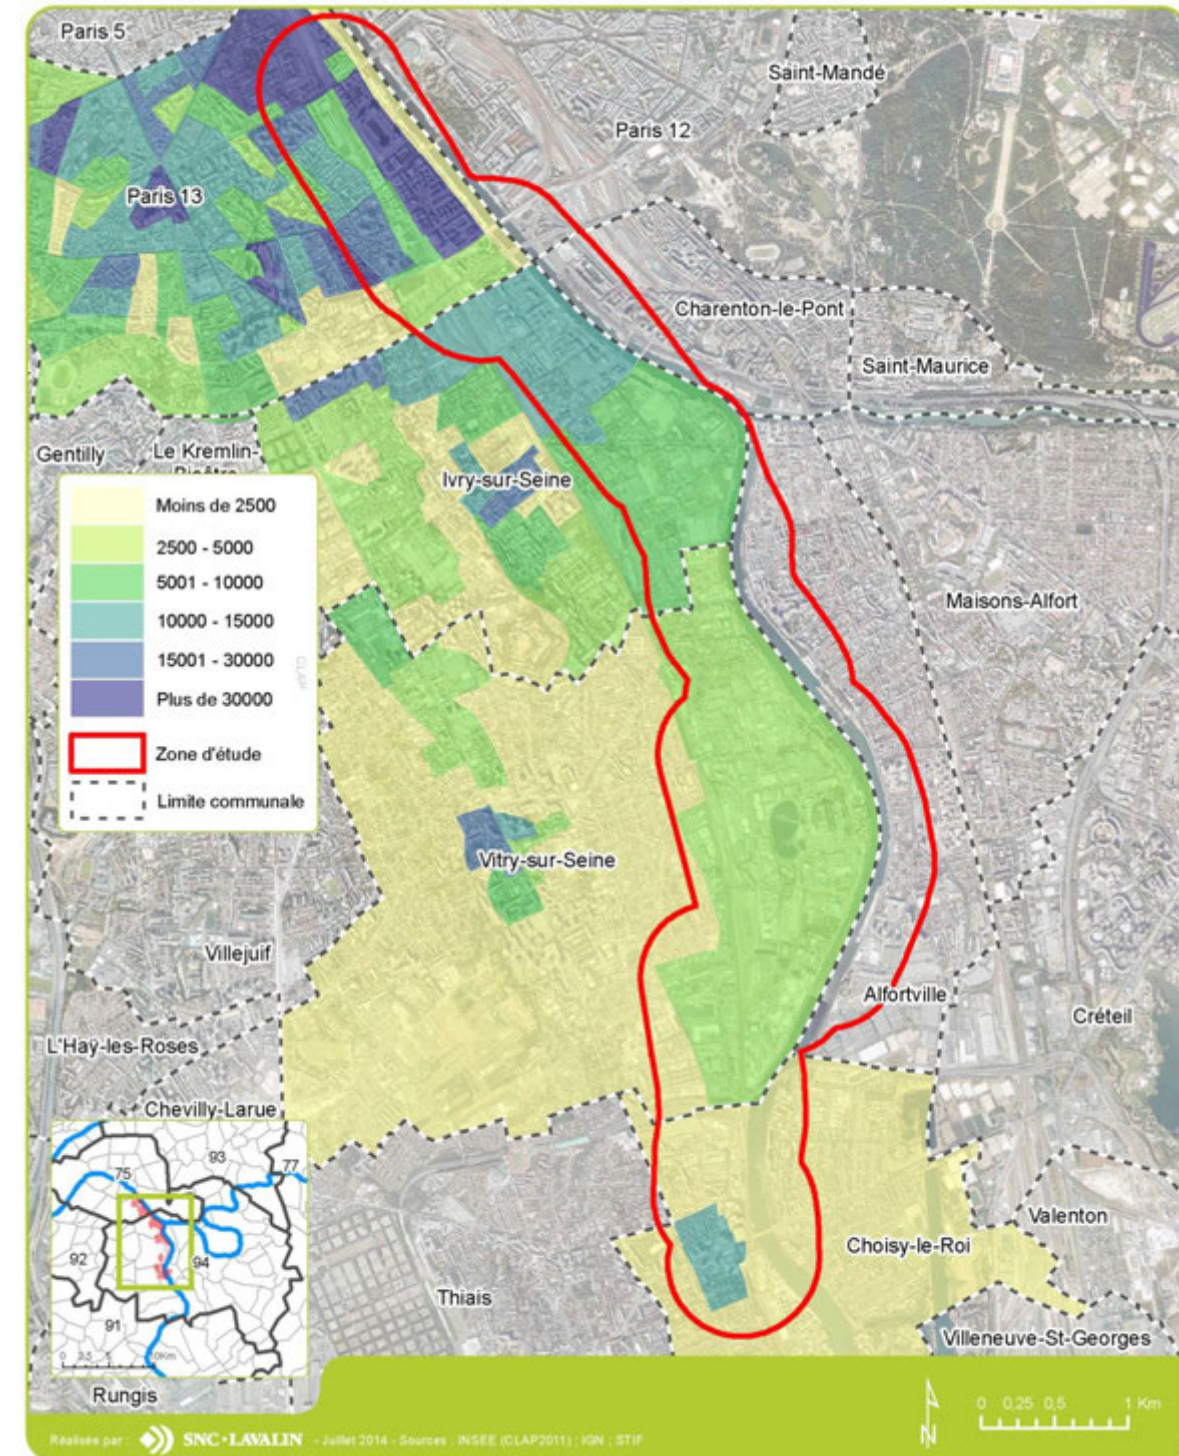 Paris 5
Saint-Mandé
Paris 12
Paris 13
Charenton-le-Pont
Saint-Maurice
Gentilly
Le Kremlin-
Bicêtre
Ivry-sur-Seine
Moins de 2500
2500 - 5000
5001 - 10000
10000 - 15000
15001 - 30000
Plus de 30000
Zone d'étude
Limite communale
CLAP
Maisons-Alfort
Vitry-sur-Seine
Villejuif
Alfortville
Créteil
L'Haÿ-les-Roses
Chevilly-Larue
93
77
75
92
94
91
Valenton
Choisy-le-Roi
Thiais
Villeneuve-St-Georges
Rungis
N
0 0,25 0,5 1 Km
Réalisée par : SNC • LAVALIN - Juillet 2014 - Sources : INSEE (CLAP2011) ; IGN ; STIF